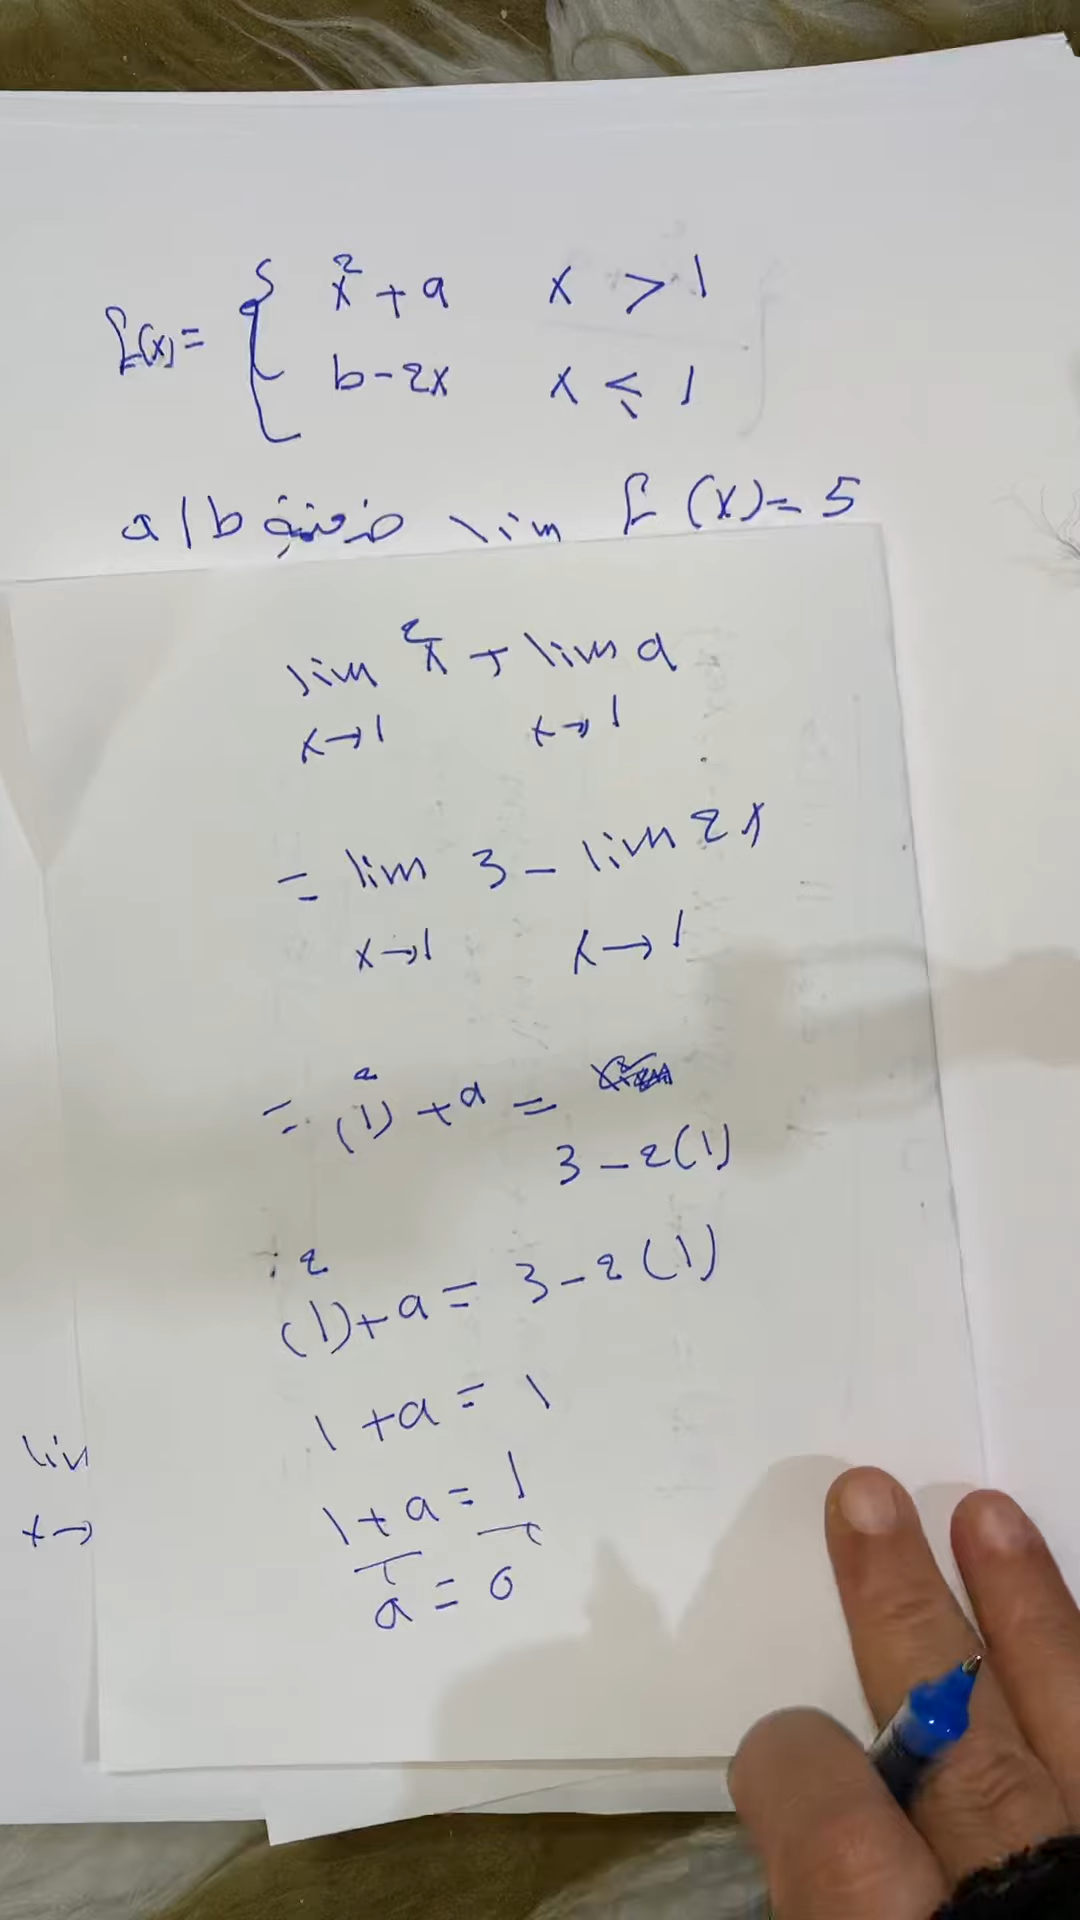 f(x) = { x² + a   x > 1
b - 2x   x ≤ 1
a / b lim f(x) = 5
lim x² + lim a
x→1   x→1
= lim 3 - lim 2x
x→1   x→1
= (1)² + a =
3 - 2(1)
(1)² + a = 3 - 2(1)
1 + a = 1
1 + a = 1
a = 0
lim
x→